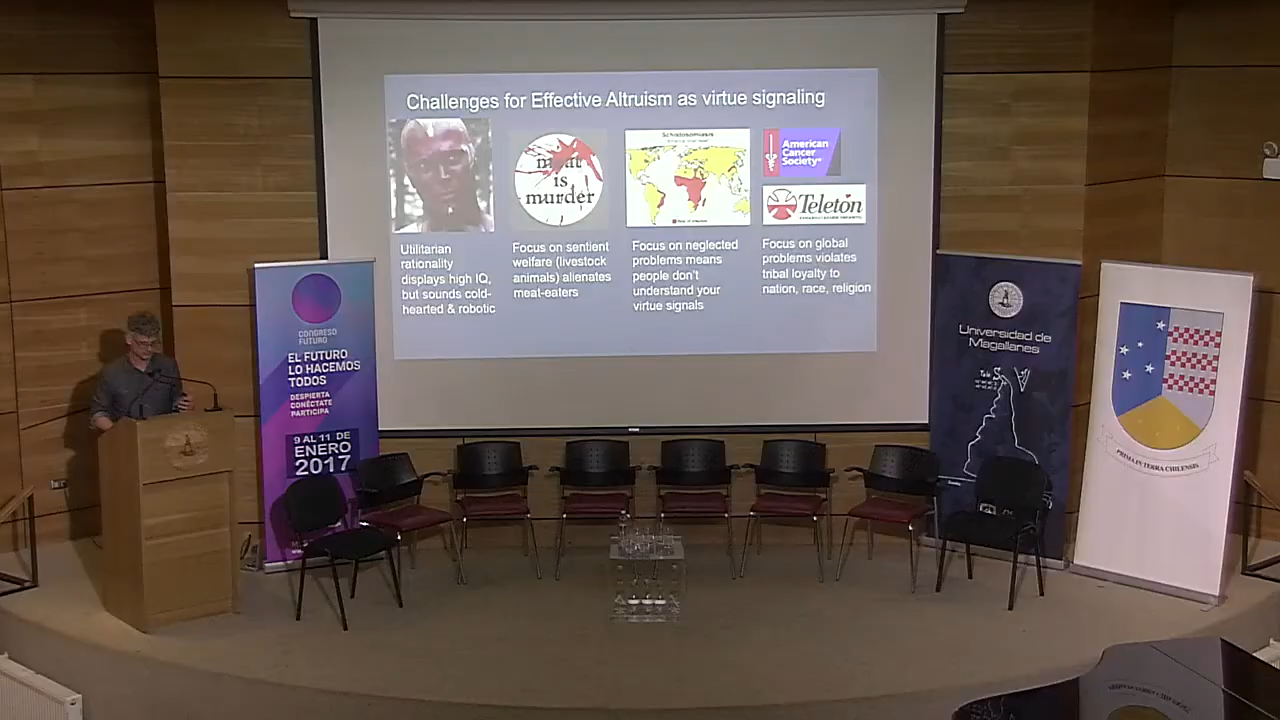 Challenges for Effective Altruism as virtue signaling
meat
is
murder
Schistosomiasis
American
Cancer
Society®
Teletón
Utilitarian
rationality
displays high IQ,
but sounds cold-
hearted & robotic
Focus on sentient
welfare (livestock
animals) alienates
meat-eaters
Focus on neglected
problems means
people don't
understand your
virtue signals
Focus on global
problems violates
tribal loyalty to
nation, race, religion
CONGRESO
FUTURO
EL FUTURO
LO HACEMOS
TODOS
DESPIERTA
CONÉCTATE
PARTICIPA
9 AL 11 DE
ENERO
2017
Universidad de
Magallanes
PRIMA IN TERRA CHILENSIS